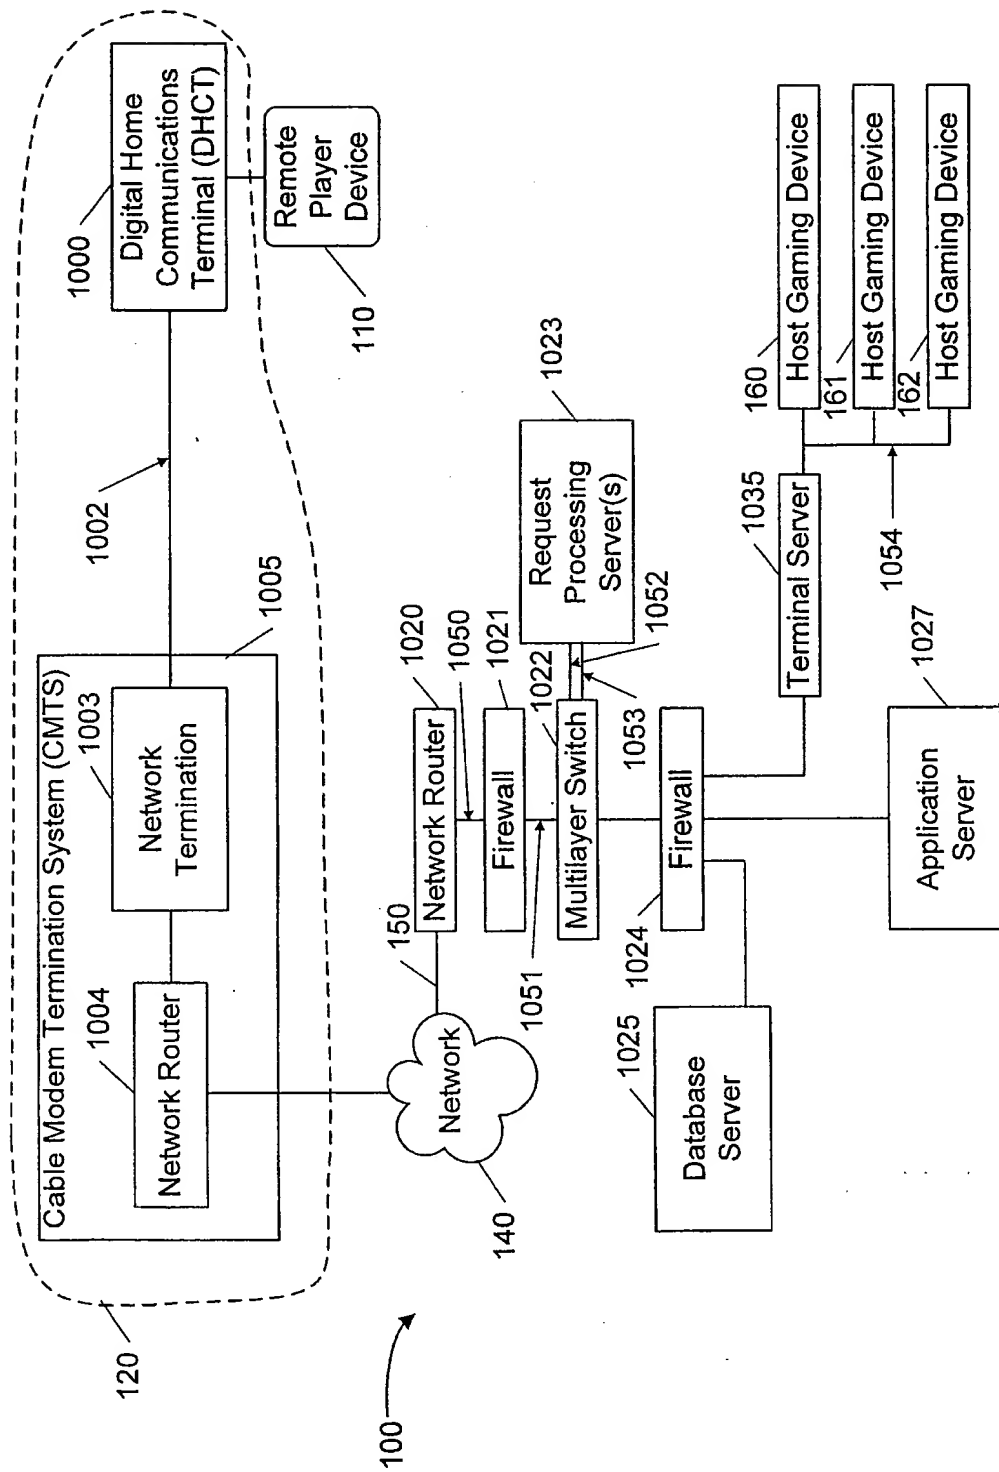 Cable Modem Termination System (CMTS)
1004
Network Router
1003
Network
Termination
1005
1002
1000
Digital Home
Communications
Terminal (DHCT)
Remote
Player
Device
110
120
100
140
Network
150
Network Router
1020
1050
Firewall
1021
1051
Multilayer Switch
1022
1052
1053
Request
Processing
Server(s)
1023
1024
Firewall
1025
Database
Server
Application
Server
1027
Terminal Server
1035
1054
160
Host Gaming Device
161
Host Gaming Device
162
Host Gaming Device